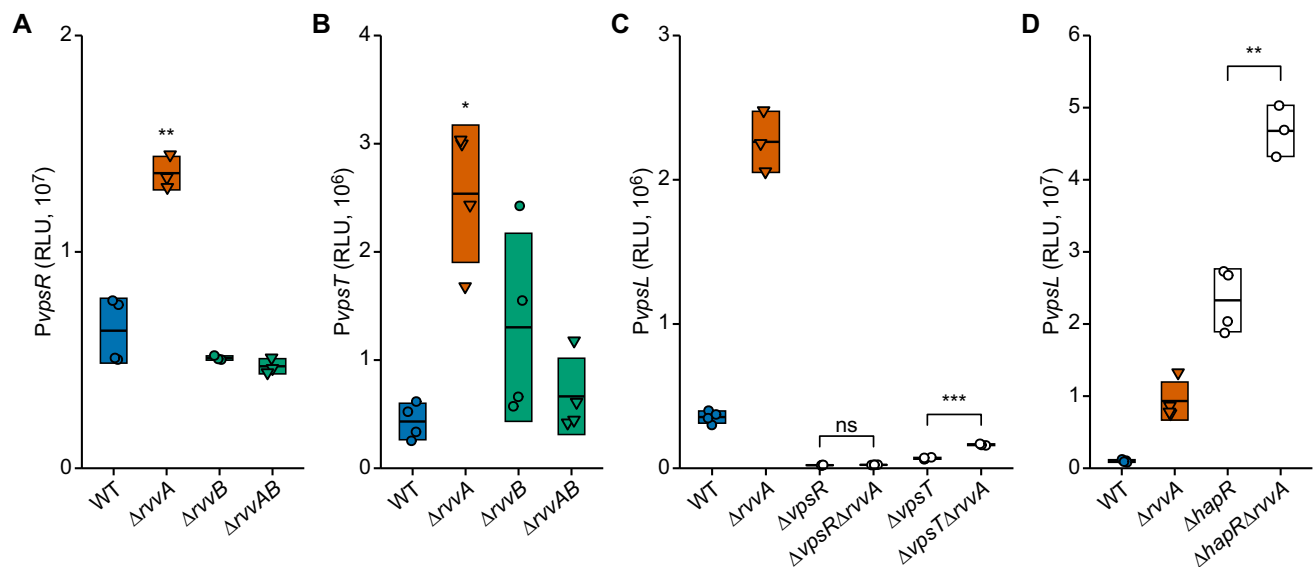 A
PvpsR (RLU, 10⁷)
2
1
0
**
WT
ΔrvvA
ΔrvvB
ΔrvvAB
B
PvpsT (RLU, 10⁶)
4
3
2
1
0
*
WT
ΔrvvA
ΔrvvB
ΔrvvAB
C
PvpsL (RLU, 10⁶)
3
2
1
0
ns
***
WT
ΔrvvA
ΔvpsR
ΔvpsRΔrvvA
ΔvpsT
ΔvpsTΔrvvA
D
PvpsL (RLU, 10⁷)
6
5
4
3
2
1
0
**
WT
ΔrvvA
ΔhapR
ΔhapRΔrvvA